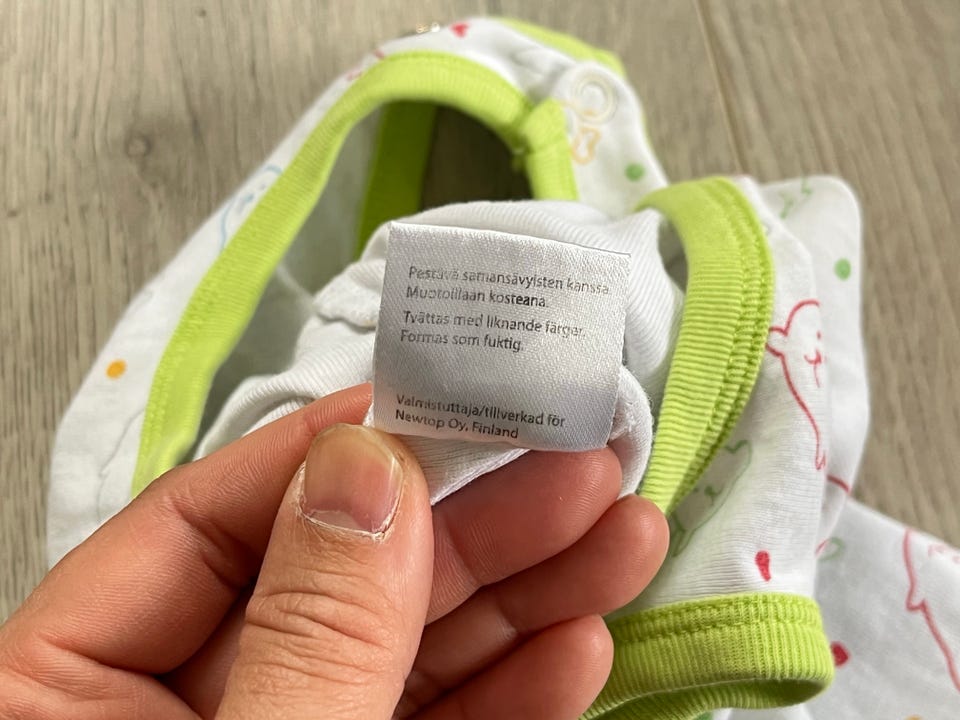 Pestävä samansävyisten kanssa.
Muotoillaan kosteana.
Tvättas med liknande färger.
Formas som fuktig.
Valmistuttaja/tillverkad för
Newtop Oy, Finland